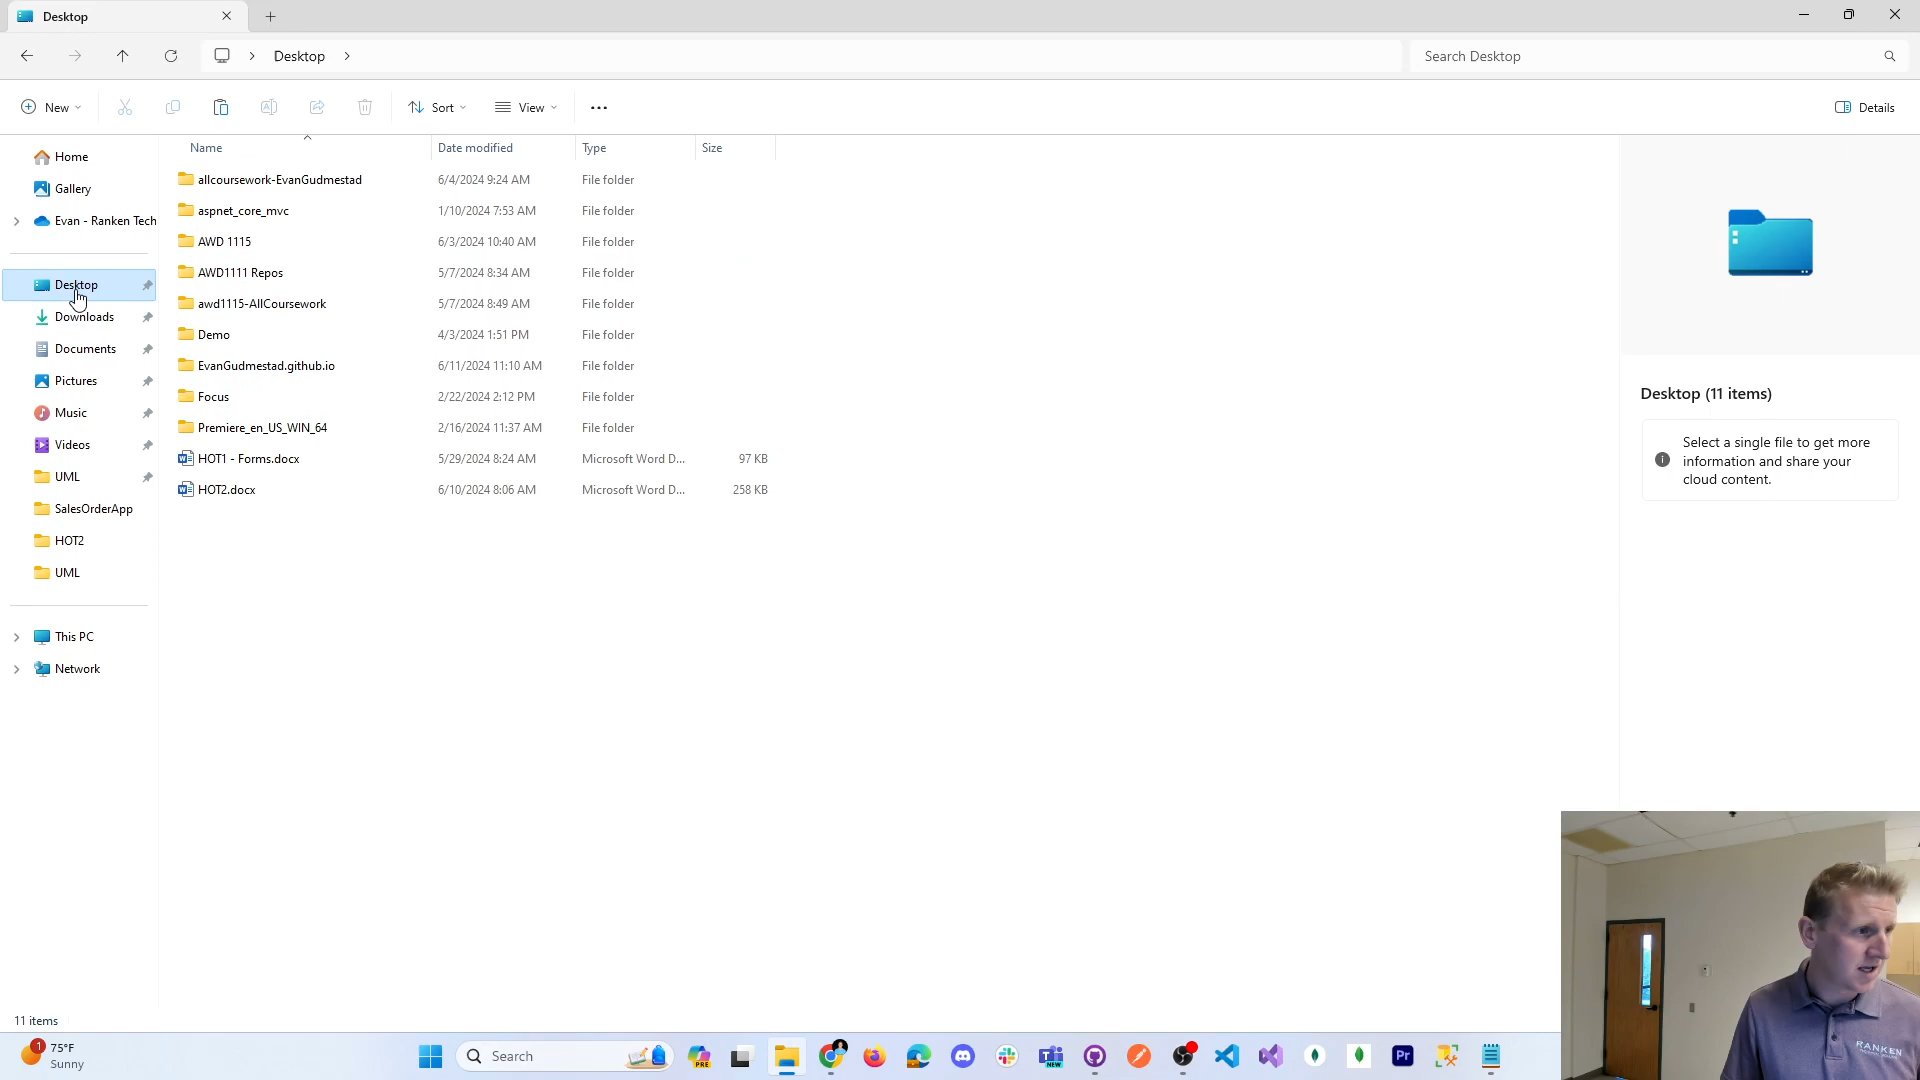 Desktop
Desktop
Search Desktop
New
Sort
View
Details
Name
Date modified
Type
Size
Home
Gallery
Evan - Ranken Tech
Desktop
Downloads
Documents
Pictures
Music
Videos
UML
SalesOrderApp
HOT2
UML
This PC
Network
allcoursework-EvanGudmestad 6/4/2024 9:24 AM File folder
aspnet_core_mvc 1/10/2024 7:53 AM File folder
AWD 1115 6/3/2024 10:40 AM File folder
AWD1111 Repos 5/7/2024 8:34 AM File folder
awd1115-AllCoursework 5/7/2024 8:49 AM File folder
Demo 4/3/2024 1:51 PM File folder
EvanGudmestad.github.io 6/11/2024 11:10 AM File folder
Focus 2/22/2024 2:12 PM File folder
Premiere_en_US_WIN_64 2/16/2024 11:37 AM File folder
HOT1 - Forms.docx 5/29/2024 8:24 AM Microsoft Word D... 97 KB
HOT2.docx 6/10/2024 8:06 AM Microsoft Word D... 258 KB
Desktop (11 items)
Select a single file to get more
information and share your
cloud content.
11 items
1
75°F
Sunny
Search
PRE
NEW
Pr
RANKEN